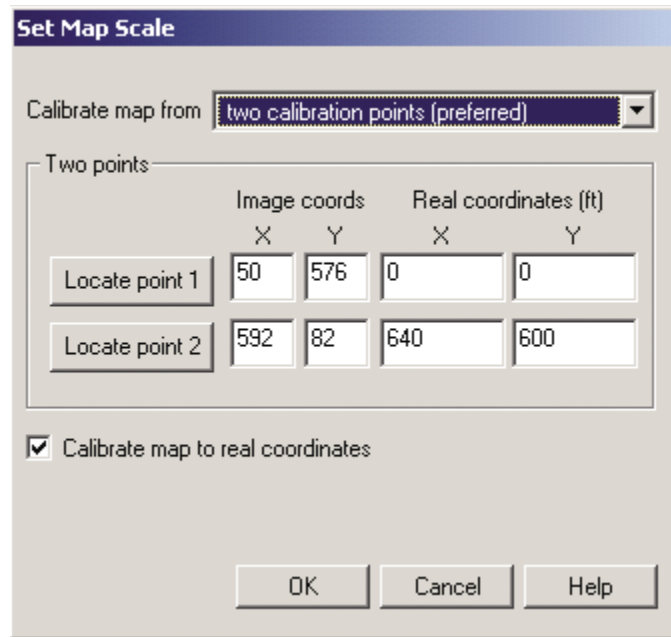 Set Map Scale
Calibrate map from two calibration points (preferred)
Two points
Image coords Real coordinates (ft)
X Y X Y
Locate point 1 50 576 0 0
Locate point 2 592 82 640 600
Calibrate map to real coordinates
OK Cancel Help